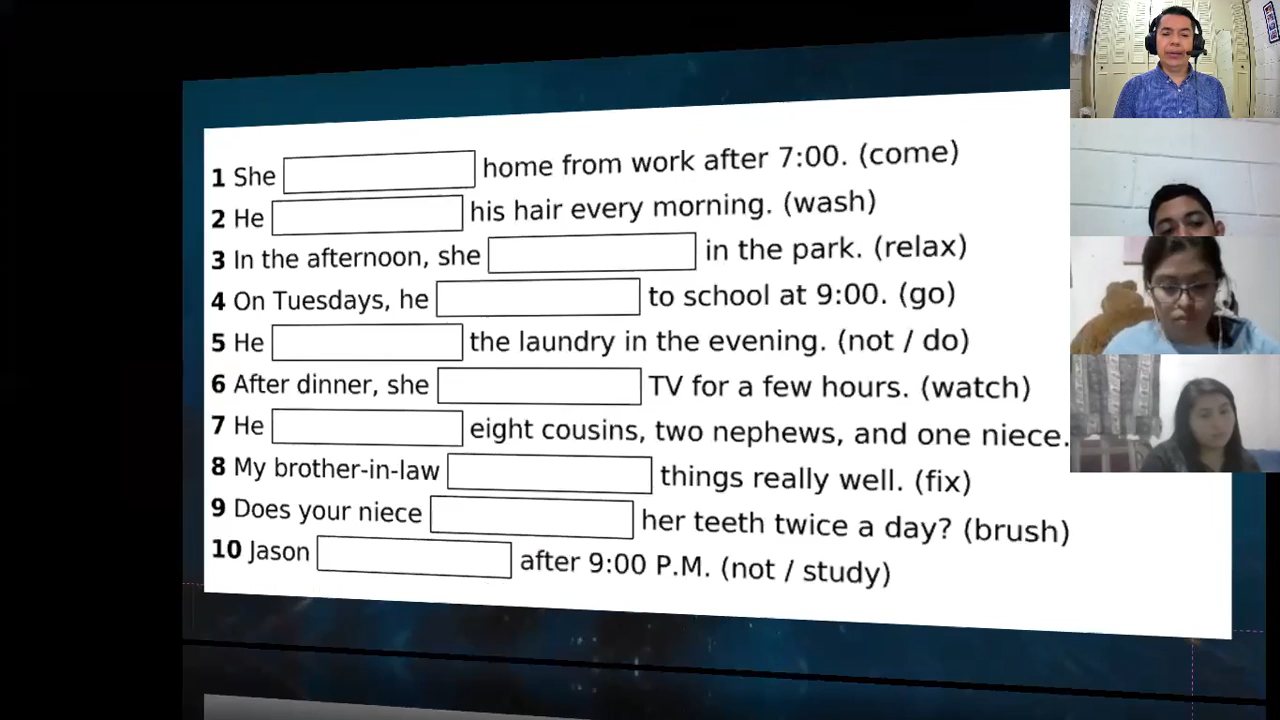 1 She home from work after 7:00. (come)
2 He his hair every morning. (wash)
3 In the afternoon, she in the park. (relax)
4 On Tuesdays, he to school at 9:00. (go)
5 He the laundry in the evening. (not / do)
6 After dinner, she TV for a few hours. (watch)
7 He eight cousins, two nephews, and one niece.
8 My brother-in-law things really well. (fix)
9 Does your niece her teeth twice a day? (brush)
10 Jason after 9:00 P.M. (not / study)